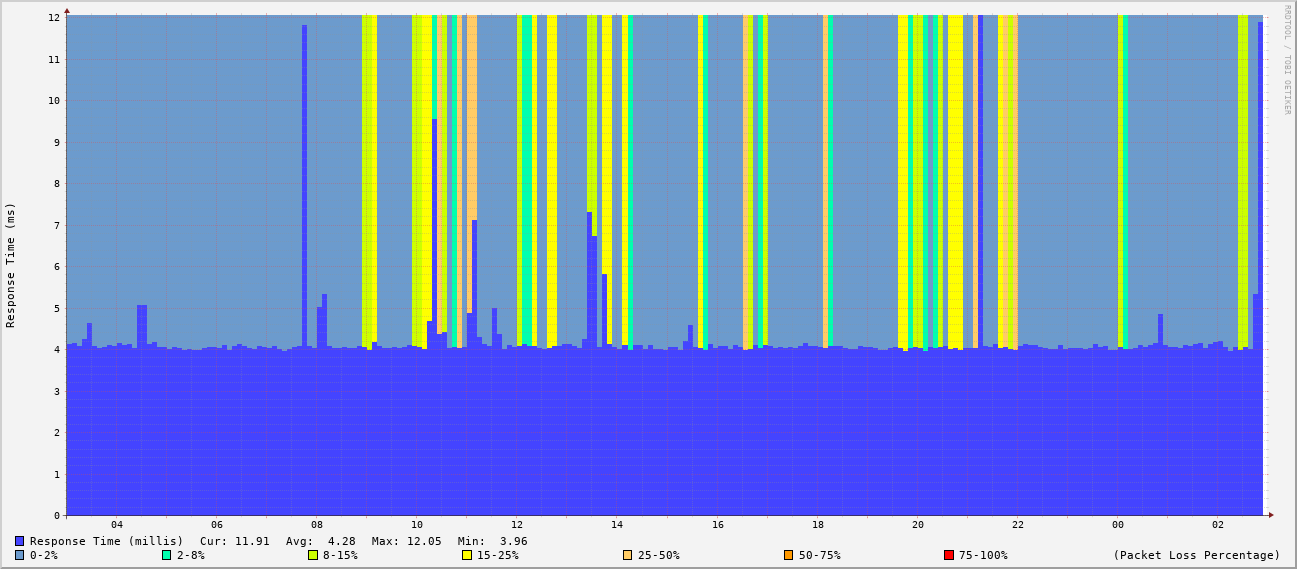 RRDTOOL / TOBI OETIKER
Response Time (ms)
12
11
10
9
8
7
6
5
4
3
2
1
0
04 06 08 10 12 14 16 18 20 22 00 02
Response Time (millis) Cur: 11.91 Avg: 4.28 Max: 12.05 Min: 3.96
0-2% 2-8% 8-15% 15-25% 25-50% 50-75% 75-100% (Packet Loss Percentage)